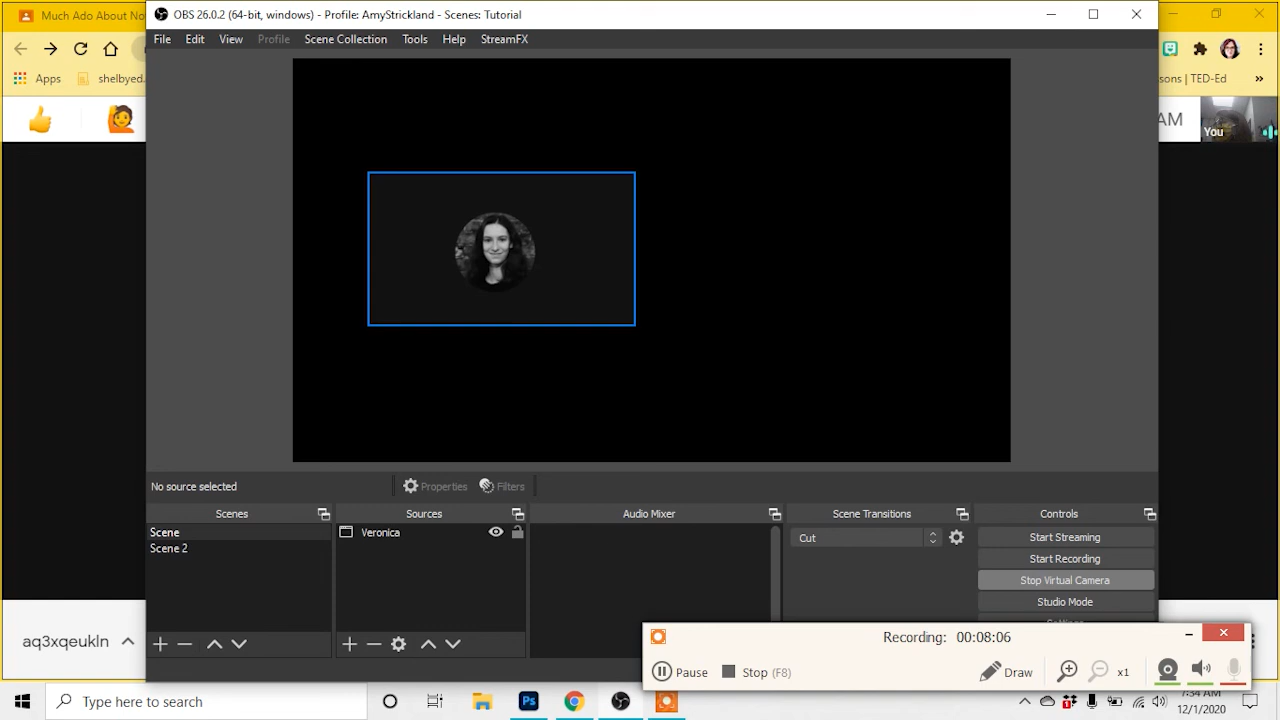 Much Ado About No
OBS 26.0.2 (64-bit, windows) - Profile: AmyStrickland - Scenes: Tutorial
File Edit View Profile Scene Collection Tools Help StreamFX
Apps shelbyed.
sons | TED-Ed »
AM
You
No source selected Properties Filters
Scenes Sources Audio Mixer Scene Transitions Controls
Scene
Scene 2
Veronica
Cut
Start Streaming
Start Recording
Stop Virtual Camera
Studio Mode
aq3xqeukln
Recording: 00:08:06
Pause Stop (F8) Draw x1
Type here to search
Ps
7:34 AM
12/1/2020